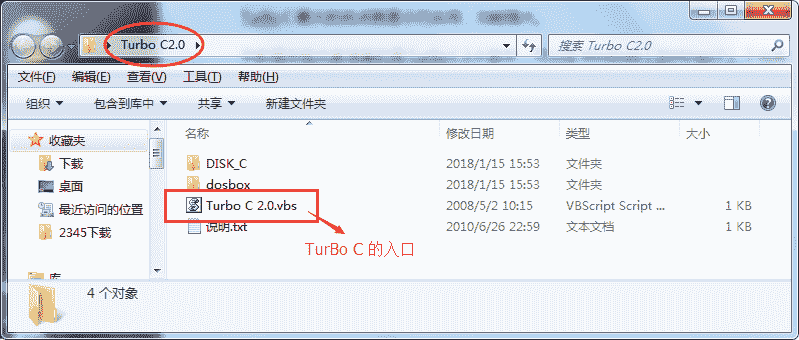 Turbo C2.0
搜索 Turbo C2.0
文件(F) 编辑(E) 查看(V) 工具(T) 帮助(H)
组织 包含到库中 共享 新建文件夹
收藏夹
下载
桌面
最近访问的位置
2345下载
库
名称 修改日期 类型 大小
DISK_C 2018/1/15 15:53 文件夹
dosbox 2018/1/15 15:53 文件夹
Turbo C 2.0.vbs 2008/5/2 10:15 VBScript Script ... 1 KB
说明.txt 2010/6/26 22:59 文本文档 1 KB
TurBo C 的入口
4 个对象